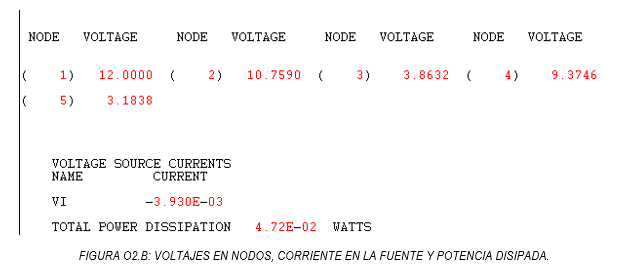 NODE VOLTAGE NODE VOLTAGE NODE VOLTAGE NODE VOLTAGE
( 1) 12.0000 ( 2) 10.7590 ( 3) 3.8632 ( 4) 9.3746
( 5) 3.1838
VOLTAGE SOURCE CURRENTS
NAME CURRENT
VI -3.930E-03
TOTAL POWER DISSIPATION 4.72E-02 WATTS
FIGURA O2.B: VOLTAJES EN NODOS, CORRIENTE EN LA FUENTE Y POTENCIA DISIPADA.